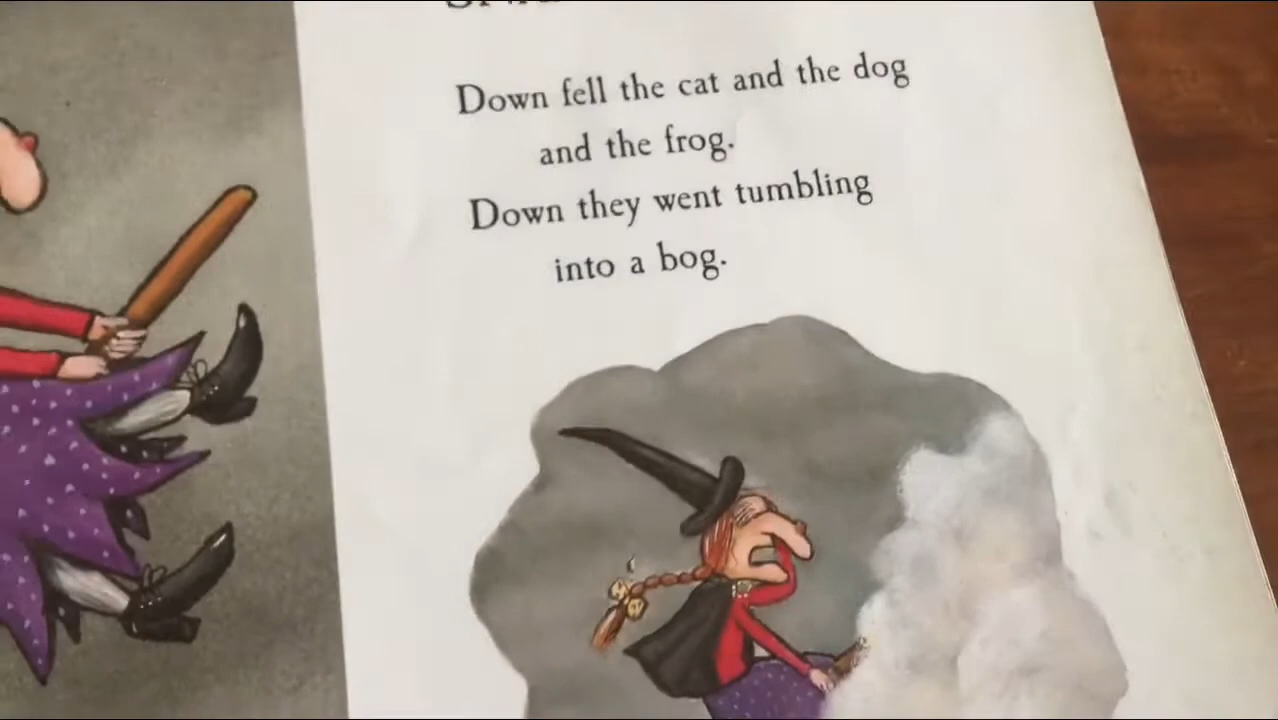 Down fell the cat and the dog
and the frog.
Down they went tumbling
into a bog.